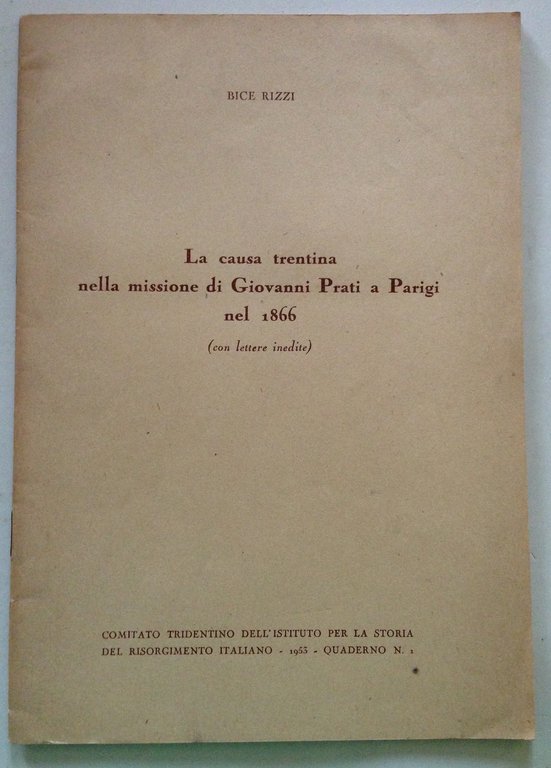 BICE RIZZI
La causa trentina
nella missione di Giovanni Prati a Parigi
nel 1866
(con lettere inedite)
COMITATO TRIDENTINO DELL'ISTITUTO PER LA STORIA
DEL RISORGIMENTO ITALIANO - 1953 - QUADERNO N. 1